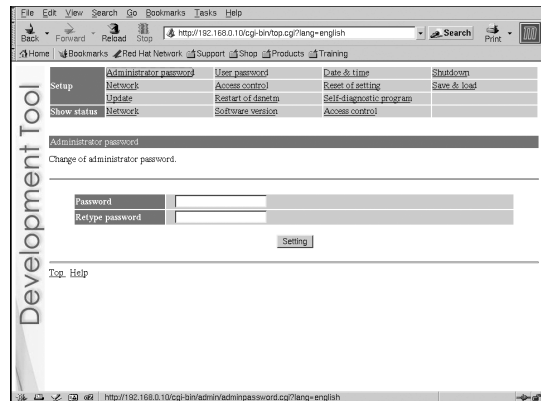 File Edit View Search Go Bookmarks Tasks Help
Back Forward Reload Stop http://192.168.0.10/cgi-bin/top.cgi?lang=english Search Print
Home Bookmarks Red Hat Network Support Shop Products Training
Development Tool
Setup Administrator password User password Date & time Shutdown
Network Access control Reset of setting Save & load
Update Restart of dsnetm Self-diagnostic program
Show status Network Software version Access control
Administrator password
Change of administrator password.
Password
Retype password
Setting
Top Help
http://192.168.0.10/cgi-bin/admin/adminpassword.cgi?lang=english